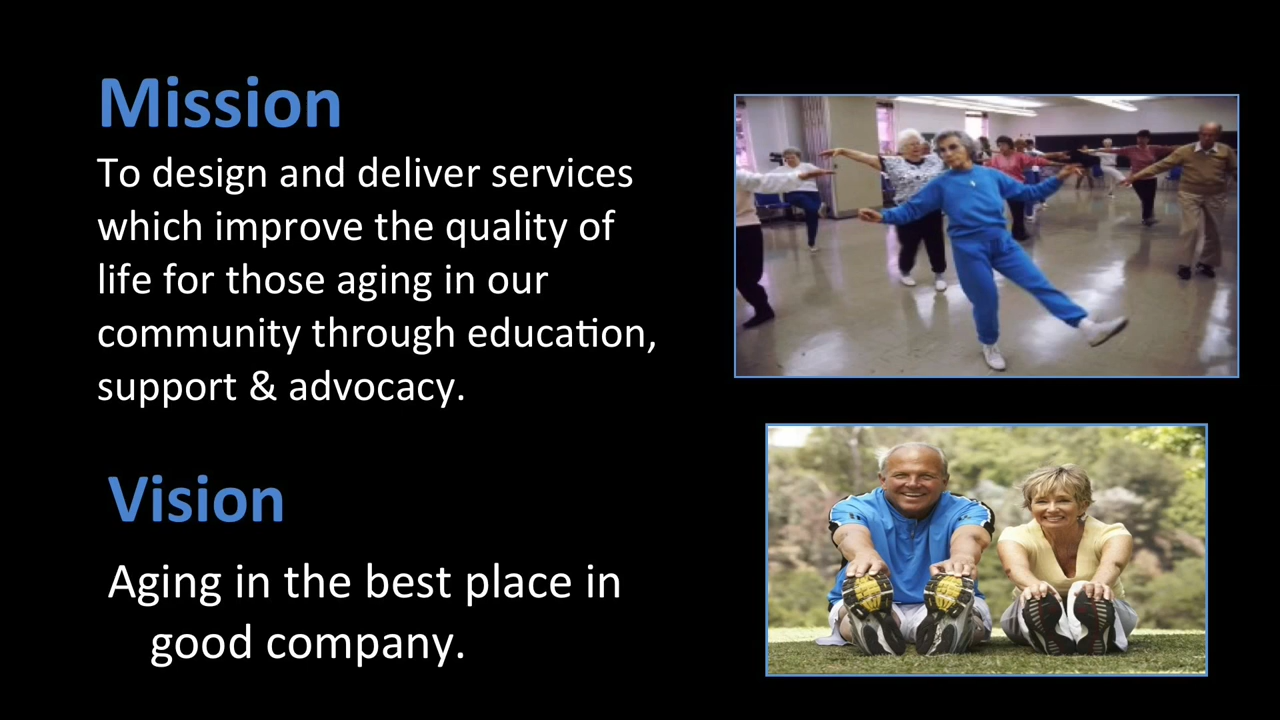 Mission
To design and deliver services
which improve the quality of
life for those aging in our
community through education,
support & advocacy.
Vision
Aging in the best place in
good company.